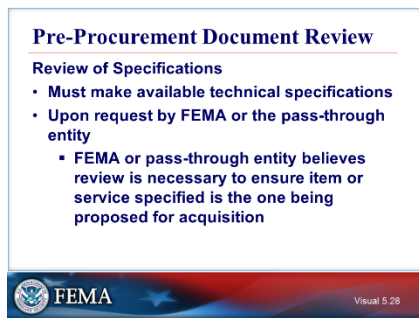 Pre-Procurement Document Review
Review of Specifications
• Must make available technical specifications
• Upon request by FEMA or the pass-through
entity
▪ FEMA or pass-through entity believes
review is necessary to ensure item or
service specified is the one being
proposed for acquisition
FEMA
Visual 5.28